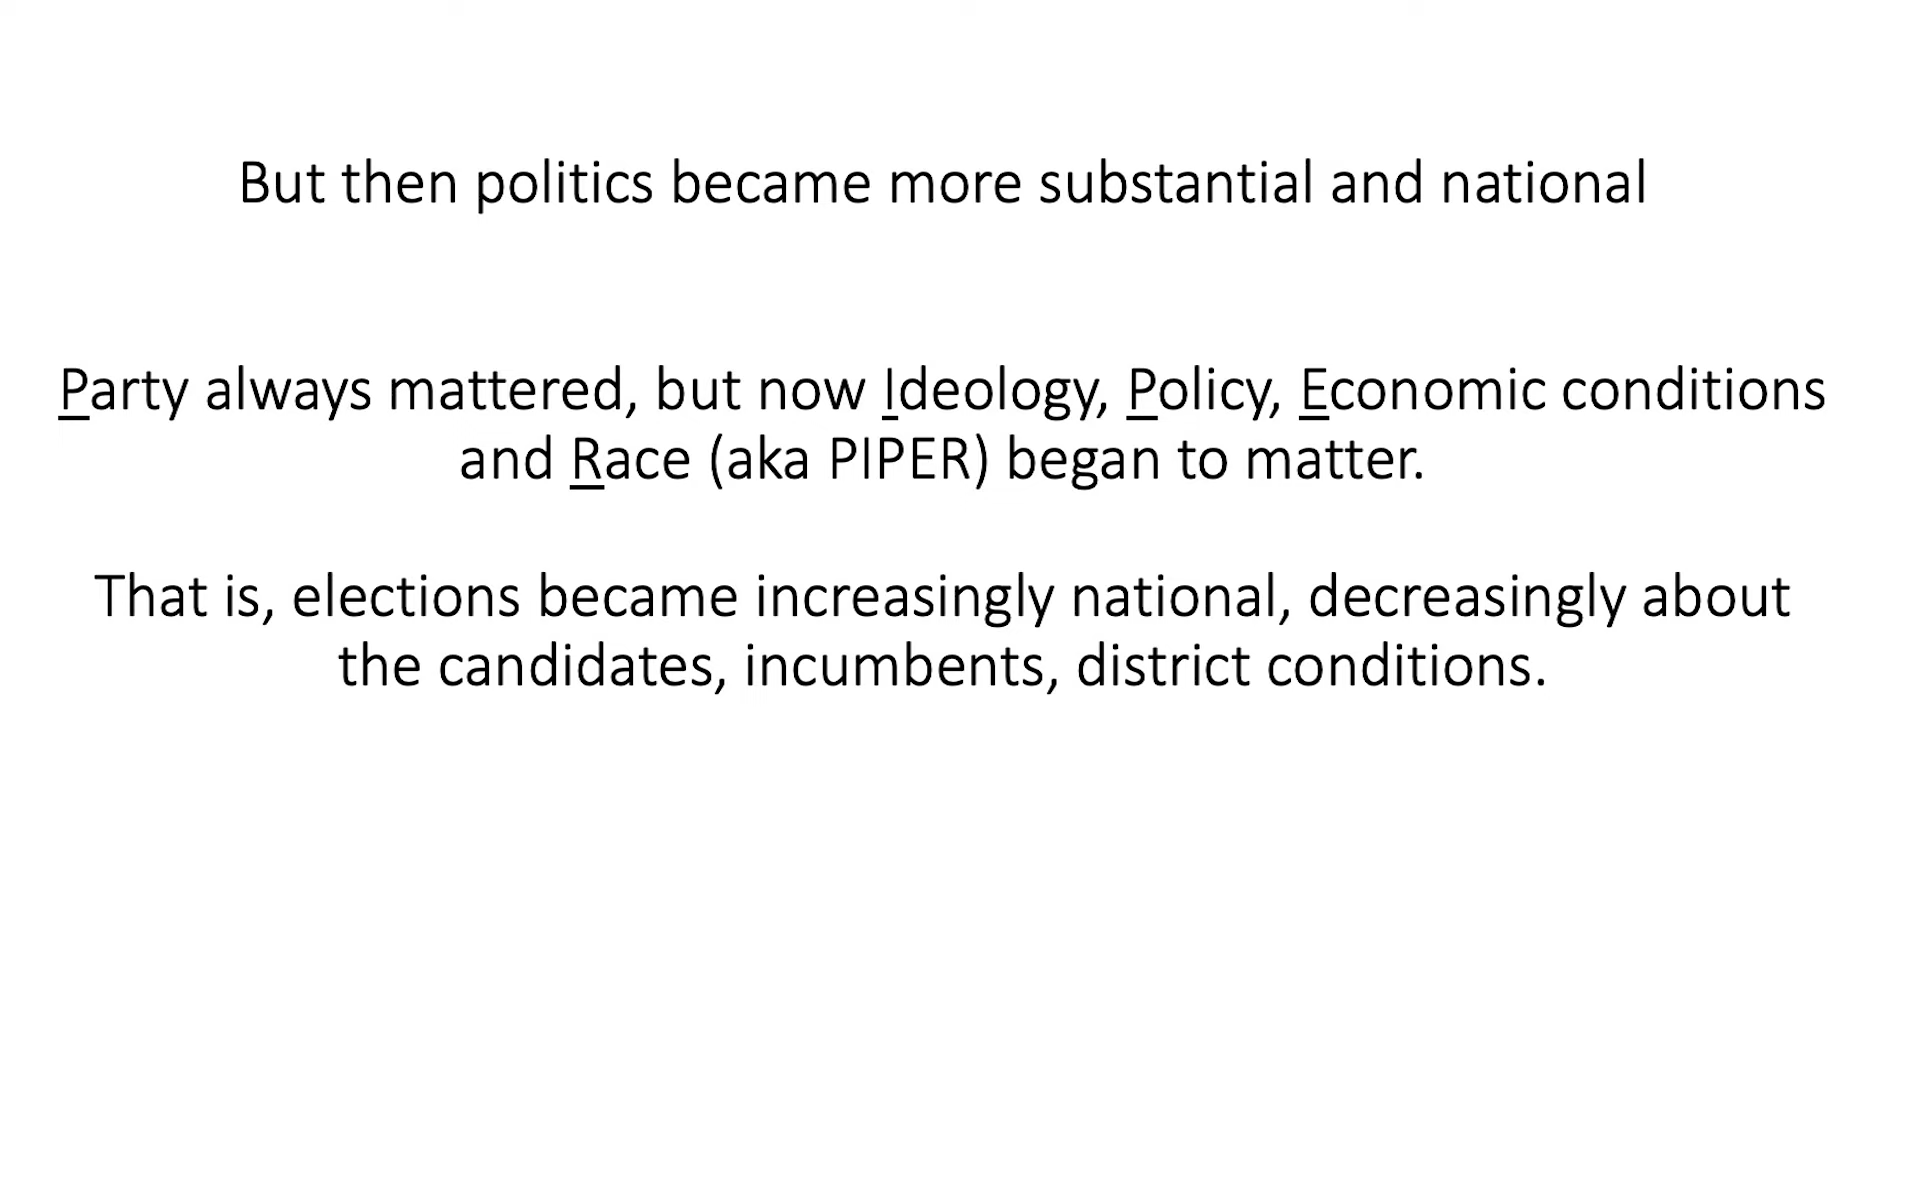 But then politics became more substantial and national
Party always mattered, but now Ideology, Policy, Economic conditions
and Race (aka PIPER) began to matter.
That is, elections became increasingly national, decreasingly about
the candidates, incumbents, district conditions.